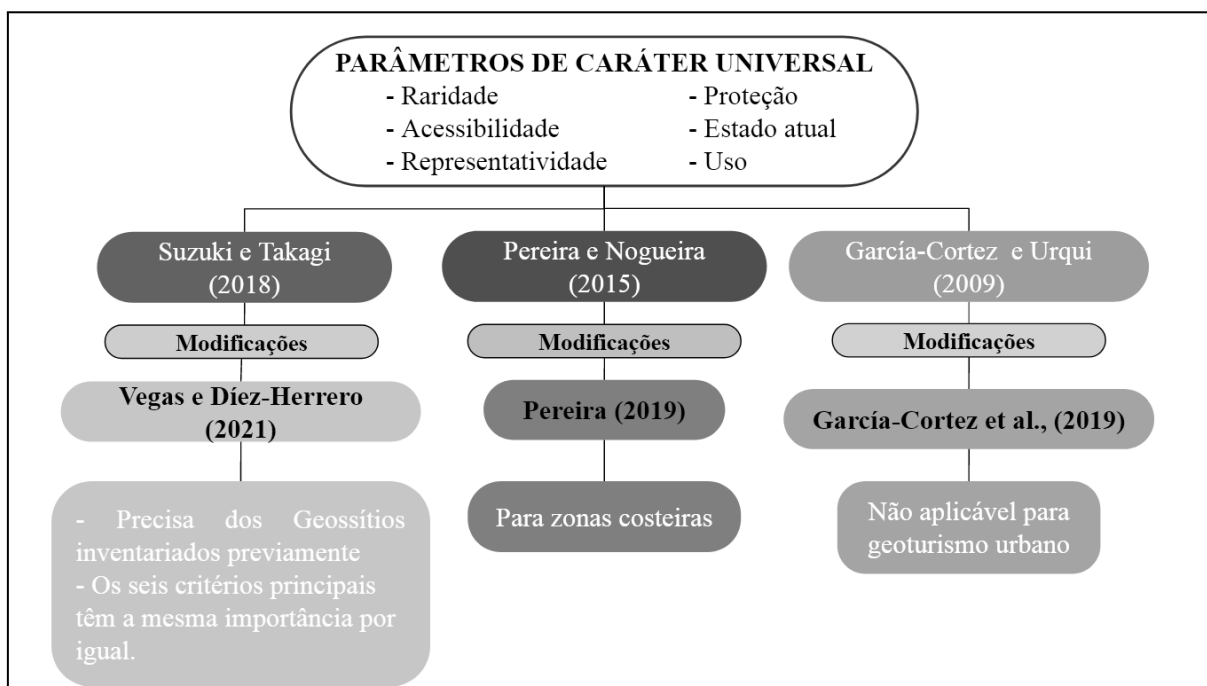 PARÂMETROS DE CARÁTER UNIVERSAL
- Raridade
- Acessibilidade
- Representatividade
- Proteção
- Estado atual
- Uso
Suzuki e Takagi
(2018)
Modificações
Vegas e Díez-Herrero
(2021)
- Precisa dos Geossítios
inventariados previamente
- Os seis critérios principais
têm a mesma importância por
igual.
Pereira e Nogueira
(2015)
Modificações
Pereira (2019)
Para zonas costeiras
García-Cortez e Urqui
(2009)
Modificações
García-Cortez et al., (2019)
Não aplicável para
geoturismo urbano